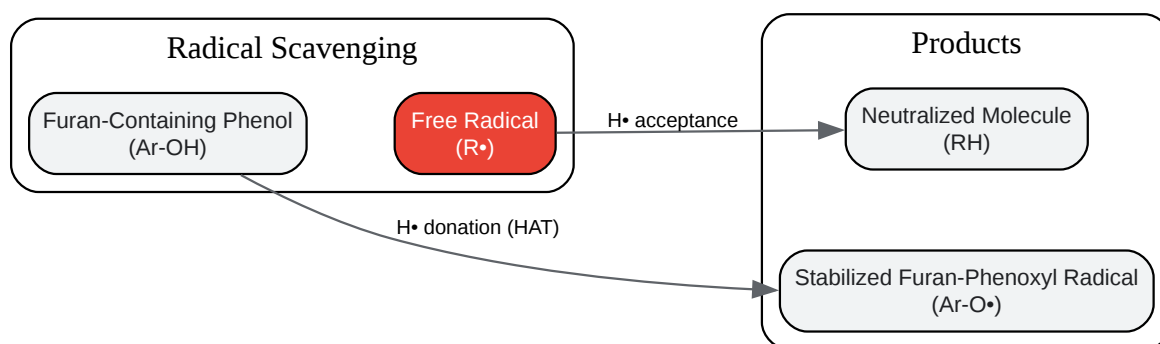 Radical Scavenging
Furan-Containing Phenol
(Ar-OH)
Free Radical
(R•)
H• acceptance
H• donation (HAT)
Products
Neutralized Molecule
(RH)
Stabilized Furan-Phenoxyl Radical
(Ar-O•)